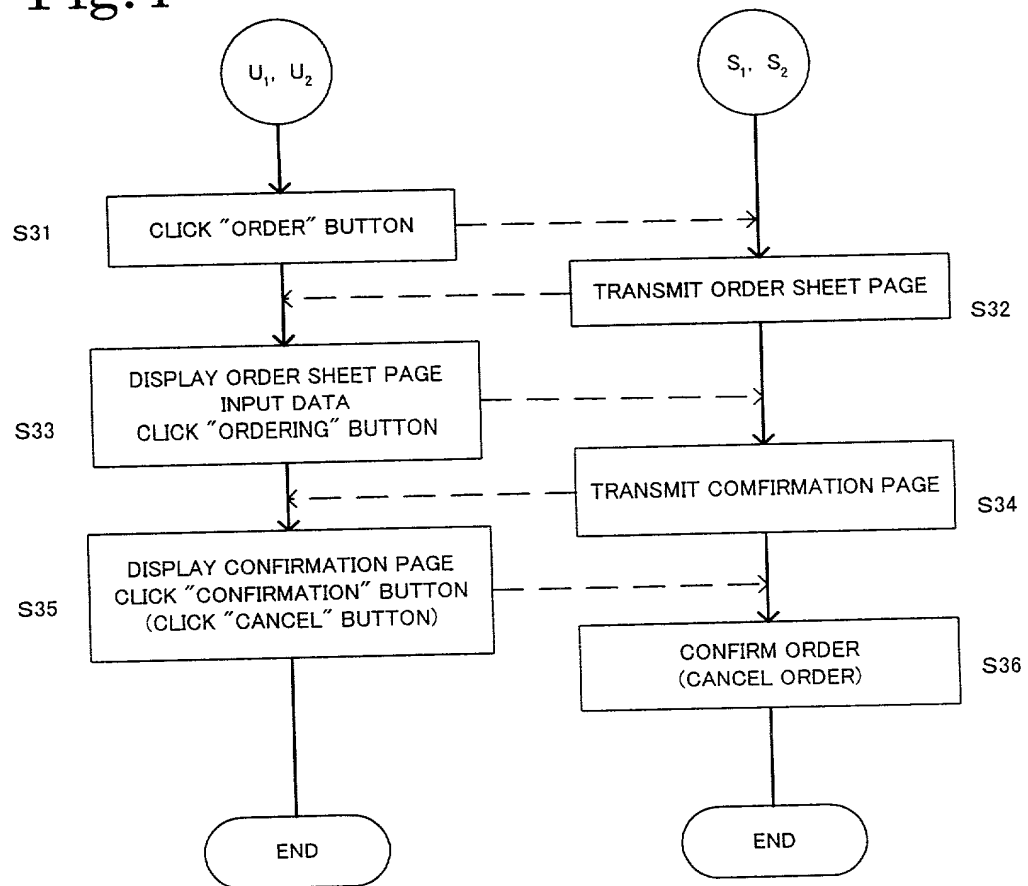 U₁, U₂
S₁, S₂
S31
CLICK "ORDER" BUTTON
TRANSMIT ORDER SHEET PAGE
S32
S33
DISPLAY ORDER SHEET PAGE
INPUT DATA
CLICK "ORDERING" BUTTON
TRANSMIT COMFIRMATION PAGE
S34
S35
DISPLAY CONFIRMATION PAGE
CLICK "CONFIRMATION" BUTTON
(CLICK "CANCEL" BUTTON)
CONFIRM ORDER
(CANCEL ORDER)
S36
END
END